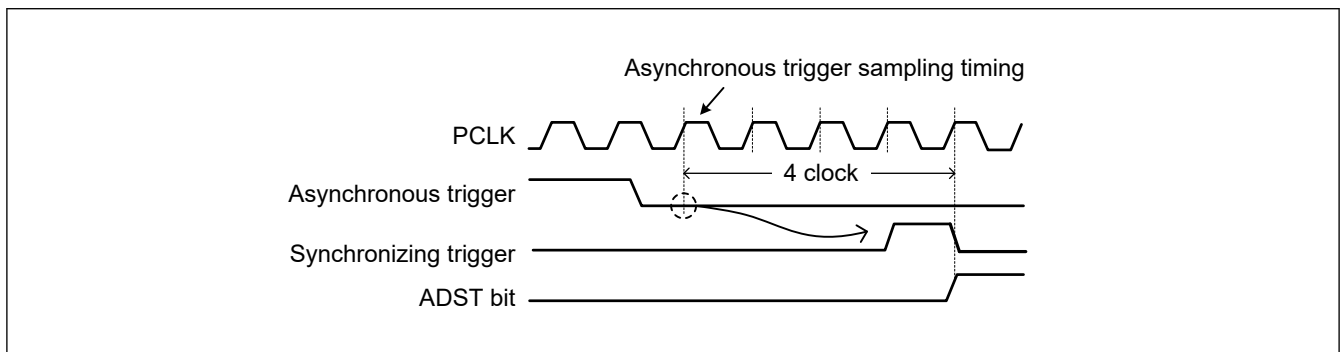 Asynchronous trigger sampling timing
PCLK
4 clock
Asynchronous trigger
Synchronizing trigger
ADST bit